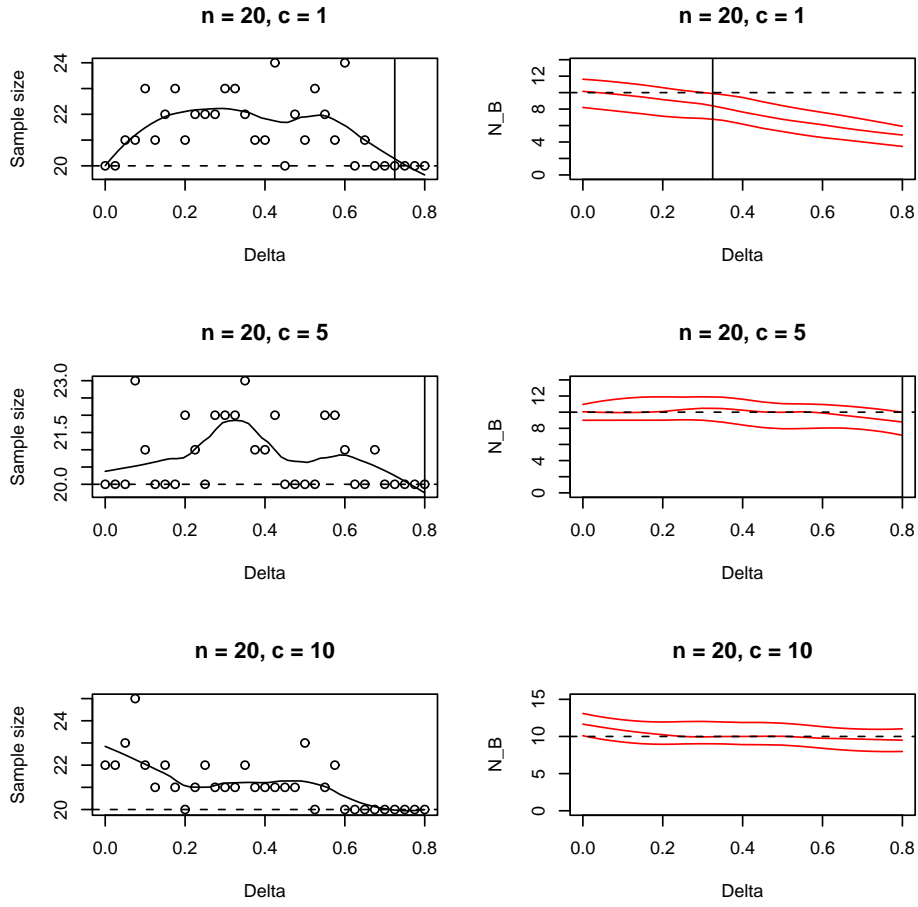 n = 20, c = 1
Sample size
24
22
20
0.0 0.2 0.4 0.6 0.8
Delta
n = 20, c = 1
N_B
12
8
4
0
0.0 0.2 0.4 0.6 0.8
Delta
n = 20, c = 5
Sample size
23.0
21.5
20.0
0.0 0.2 0.4 0.6 0.8
Delta
n = 20, c = 5
N_B
12
8
4
0
0.0 0.2 0.4 0.6 0.8
Delta
n = 20, c = 10
Sample size
24
22
20
0.0 0.2 0.4 0.6 0.8
Delta
n = 20, c = 10
N_B
15
10
5
0
0.0 0.2 0.4 0.6 0.8
Delta